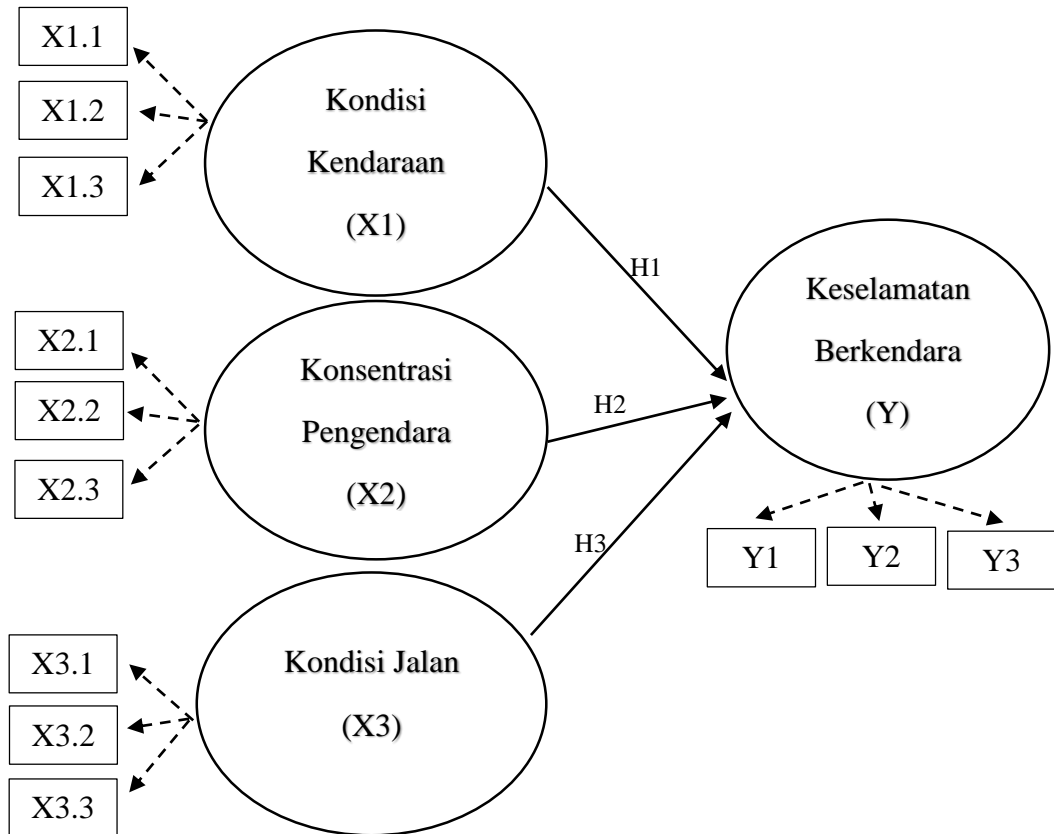 X1.1
X1.2
X1.3
Kondisi
Kendaraan
(X1)
H1
X2.1
X2.2
X2.3
Konsentrasi
Pengendara
(X2)
H2
Keselamatan
Berkendara
(Y)
H3
Y1
Y2
Y3
X3.1
X3.2
X3.3
Kondisi Jalan
(X3)